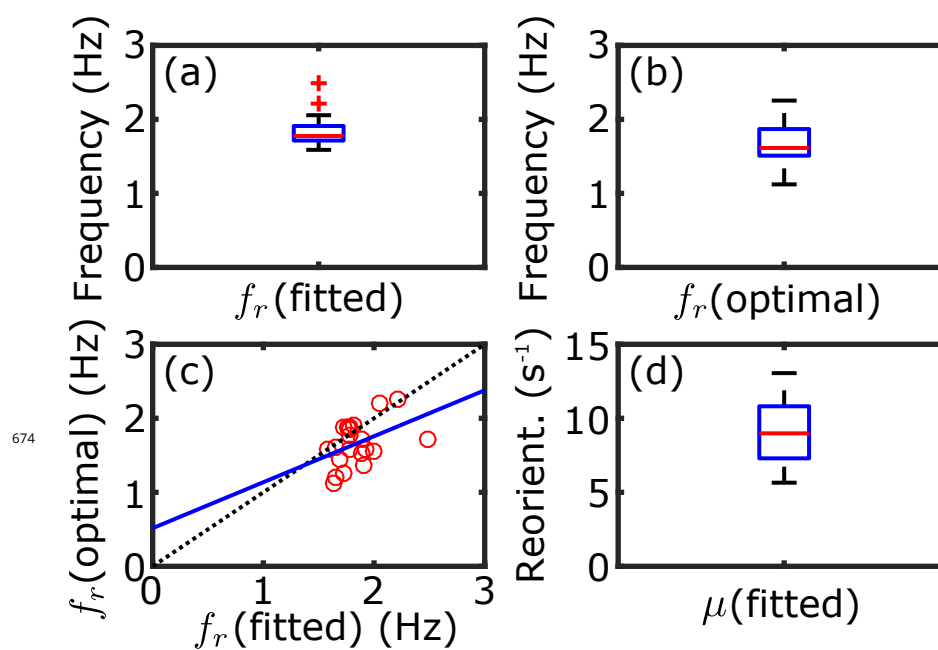 Frequency (Hz)
3
2
1
0
(a)
f_r(fitted)
Frequency (Hz)
3
2
1
0
(b)
f_r(optimal)
674
f_r(optimal) (Hz)
3
2
1
0
(c)
0 1 2 3
f_r(fitted) (Hz)
Reorient. (s⁻¹)
15
10
5
0
(d)
μ(fitted)